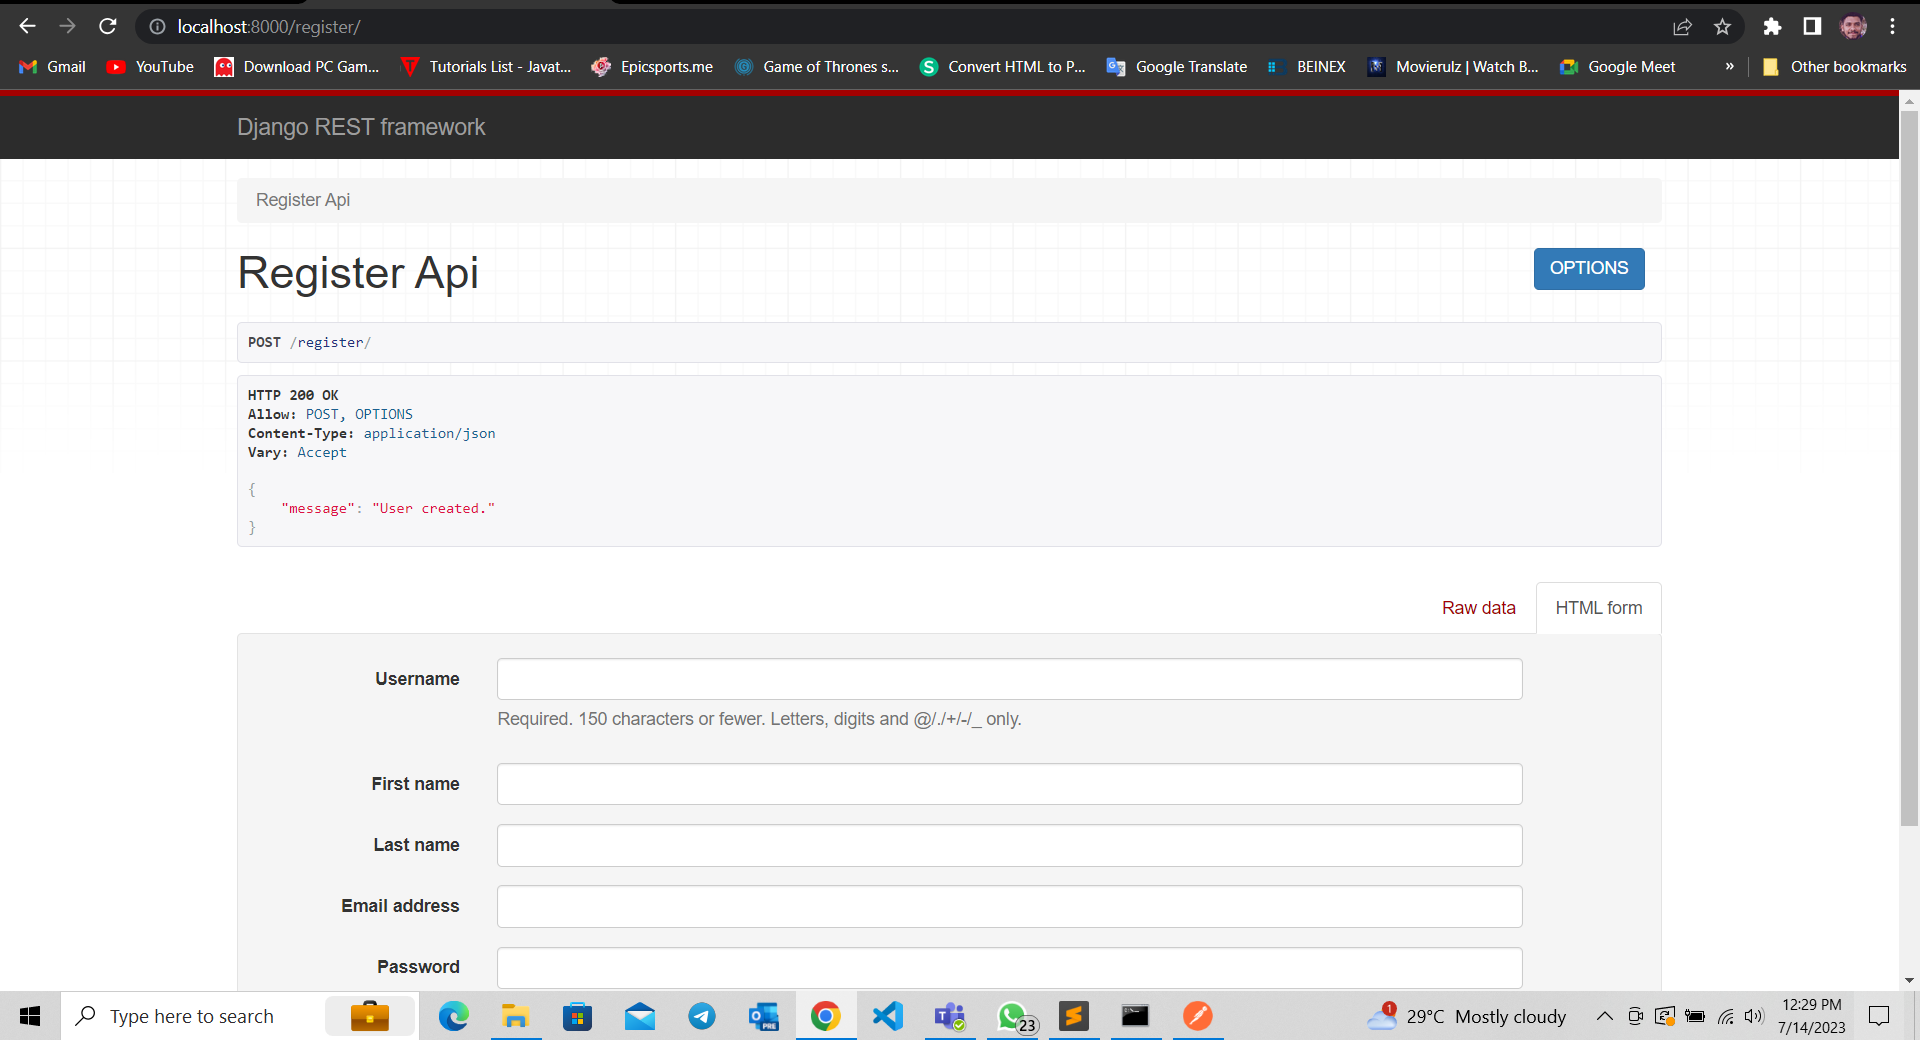 localhost:8000/register/
Gmail
YouTube
Download PC Gam...
Tutorials List - Javat...
Epicsports.me
Game of Thrones s...
Convert HTML to P...
Google Translate
BEINEX
Movierulz | Watch B...
Google Meet
»
Other bookmarks
Django REST framework
Register Api
Register Api
OPTIONS
POST /register/
HTTP 200 OK
Allow: POST, OPTIONS
Content-Type: application/json
Vary: Accept
{
"message": "User created."
}
Raw data
HTML form
Username
Required. 150 characters or fewer. Letters, digits and @/./+/-/_ only.
First name
Last name
Email address
Password
Type here to search
PRE
23
1
29°C Mostly cloudy
12:29 PM
7/14/2023